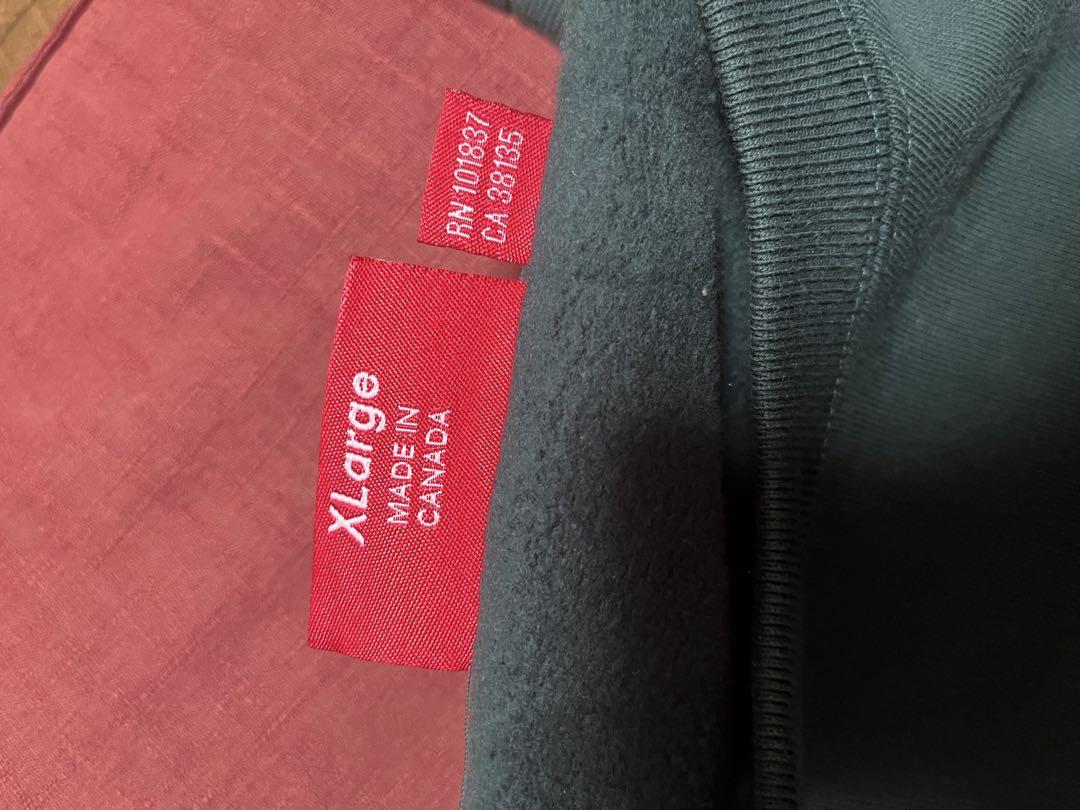 RN 101837
CA 38135
XLarge
MADE IN
CANADA